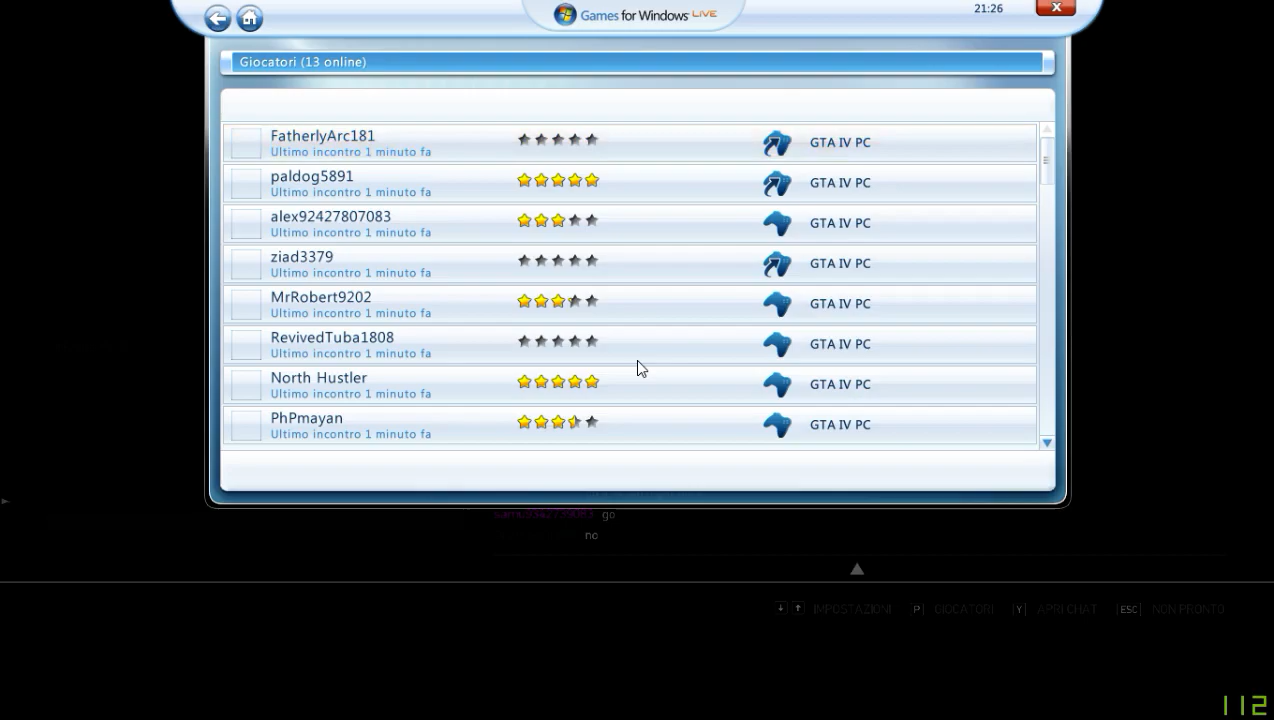 Games for Windows LIVE
21:26
Giocatori (13 online)
FatherlyArc181
Ultimo incontro 1 minuto fa
GTA IV PC
paldog5891
Ultimo incontro 1 minuto fa
GTA IV PC
alex92427807083
Ultimo incontro 1 minuto fa
GTA IV PC
ziad3379
Ultimo incontro 1 minuto fa
GTA IV PC
MrRobert9202
Ultimo incontro 1 minuto fa
GTA IV PC
RevivedTuba1808
Ultimo incontro 1 minuto fa
GTA IV PC
North Hustler
Ultimo incontro 1 minuto fa
GTA IV PC
PhPmayan
Ultimo incontro 1 minuto fa
GTA IV PC
go
no
IMPOSTAZIONI P GIOCATORI Y APRI CHAT ESC NON PRONTO
112